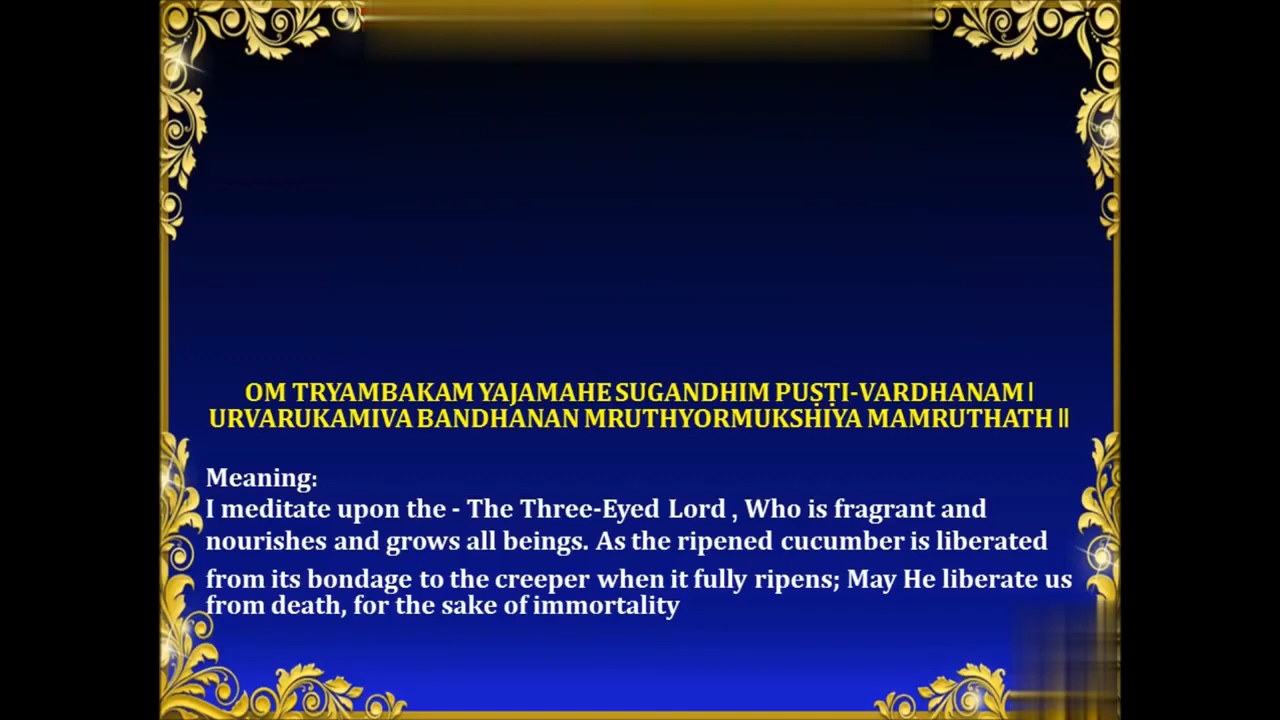 OM TRYAMBAKAM YAJAMAHE SUGANDHIM PUṢṬI-VARDHANAM |
URVARUKAMIVA BANDHANAN MRUTHYORMUKSHIYA MAMRUTHATH ||
Meaning:
I meditate upon the - The Three-Eyed Lord , Who is fragrant and
nourishes and grows all beings. As the ripened cucumber is liberated
from its bondage to the creeper when it fully ripens; May He liberate us
from death, for the sake of immortality